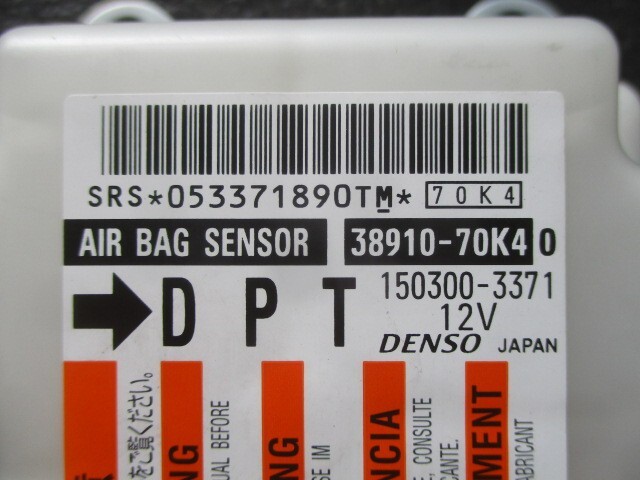 SRS*053371890TM* 70K4
AIR BAG SENSOR 38910-70K4 0
D P T 150300-3371
12V
DENSO JAPAN
をご覧ください。
NG
UAL BEFORE
NG
SE IM
NCIA
CONSULTE
CANTE.
MENT
ABRICANT